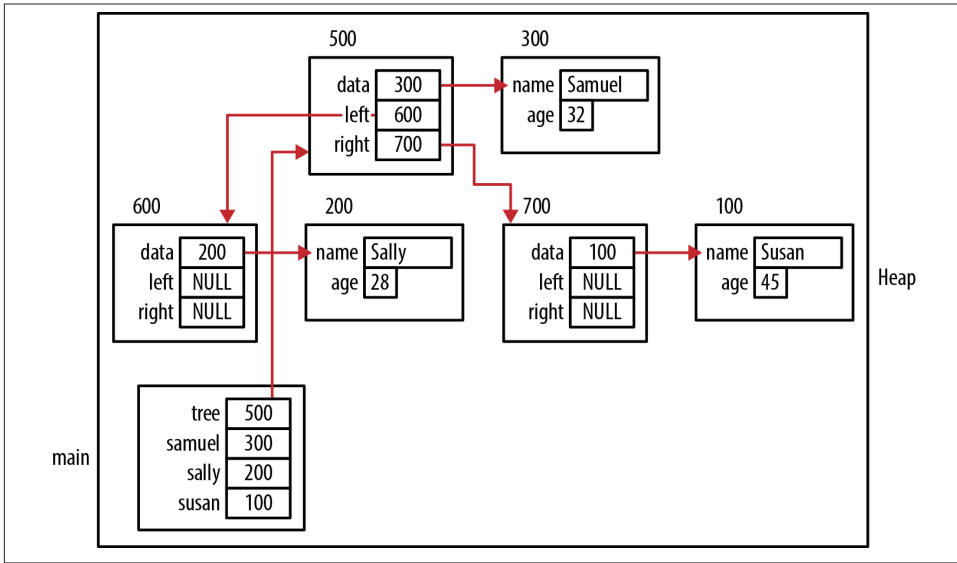 500
300
data 300
left 600
right 700
name Samuel
age 32
600
200
700
100
data 200
left NULL
right NULL
name Sally
age 28
data 100
left NULL
right NULL
name Susan
age 45
Heap
main
tree 500
samuel 300
sally 200
susan 100